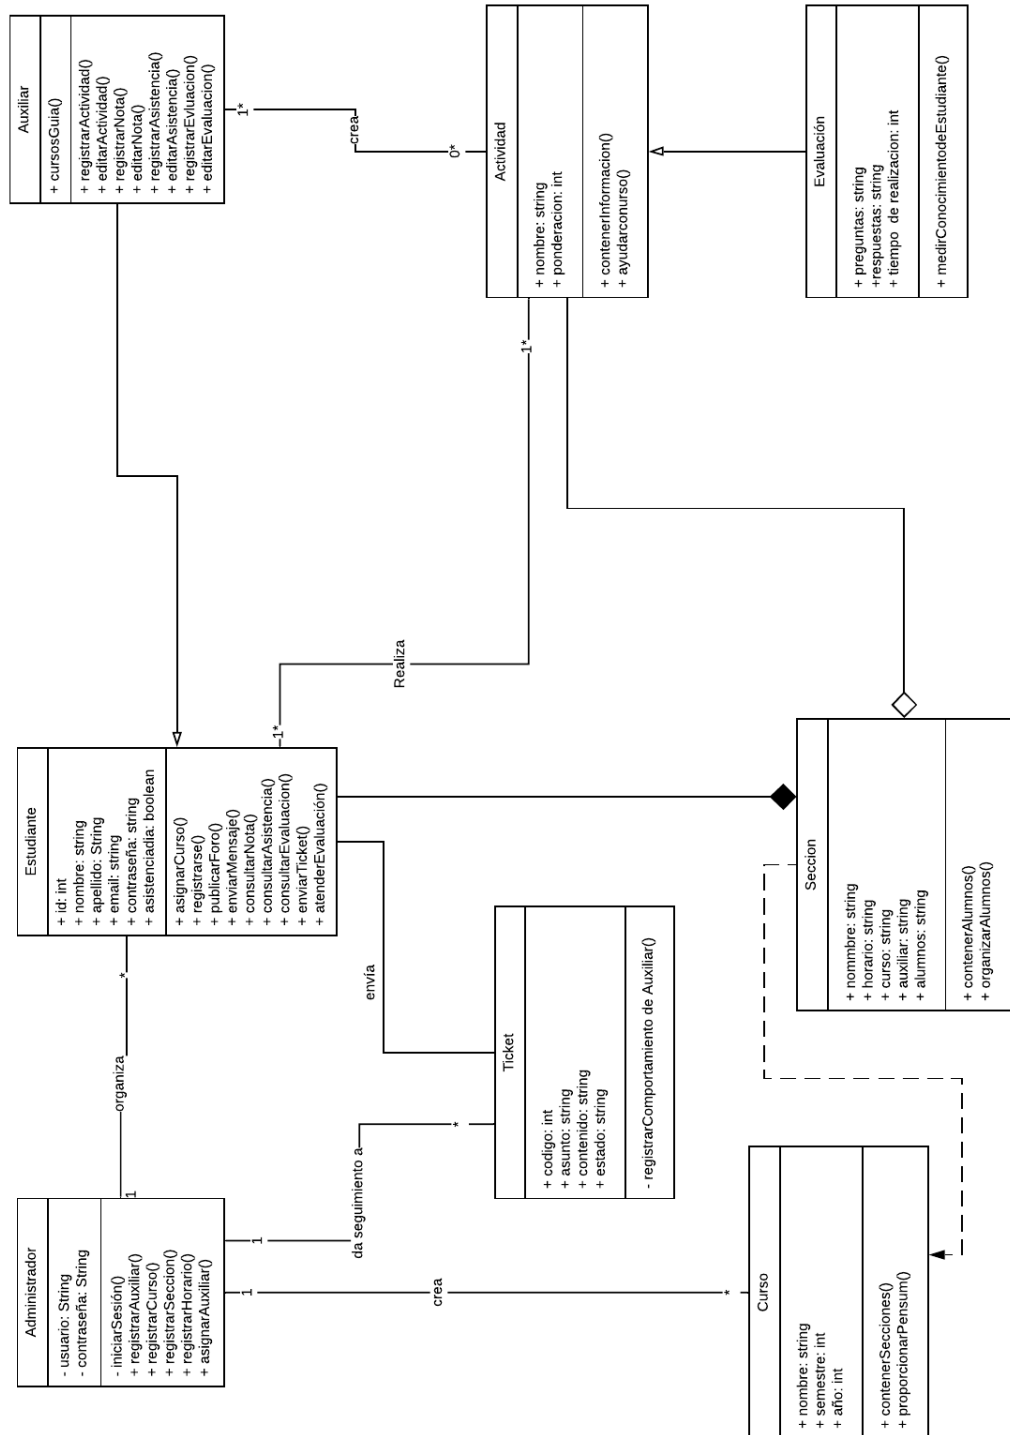 Administrador
- usuario: String
- contraseña: String
- iniciarSesión()
+ registrarAuxiliar()
+ registrarCurso()
+ registrarSeccion()
+ registrarHorario()
+ asignarAuxiliar()
1
organiza
*
Estudiante
+ id: int
+ nombre: string
+ apellido: String
+ email: string
+ contraseña: string
+ asistenciadia: boolean
+ asignarCurso()
+ registrarse()
+ publicarForo()
+ enviarMensaje()
+ consultarNota()
+ consultarAsistencia()
+ consultarEvaluacion()
+ enviarTicket()
+ atenderEvaluación()
Auxiliar
+ cursosGuia()
+ registrarActividad()
+ editarActividad()
+ registrarNota()
+ editarNota()
+ registrarAsistencia()
+ editarAsistencia()
+ registrarEvluacion()
+ editarEvaluacion()
1*
crea
0*
1
da seguimiento a
*
envía
1*
Realiza
1*
1
crea
*
Ticket
+ codigo: int
+ asunto: string
+ contenido: string
+ estado: string
- registrarComportamiento de Auxiliar()
Actividad
+ nombre: string
+ ponderacion: int
+ contenerInformacion()
+ ayudarconurso()
Curso
+ nombre: string
+ semestre: int
+ año: int
+ contenerSecciones()
+ proporcionarPensum()
Seccion
+ nommbre: string
+ horario: string
+ curso: string
+ auxiliar: string
+ alumnos: string
+ contenerAlumnos()
+ organizarAlumnos()
Evaluación
+ preguntas: string
+respuestas: string
+ tiempo de realizacion: int
+ medirConocimientodeEstudiante()